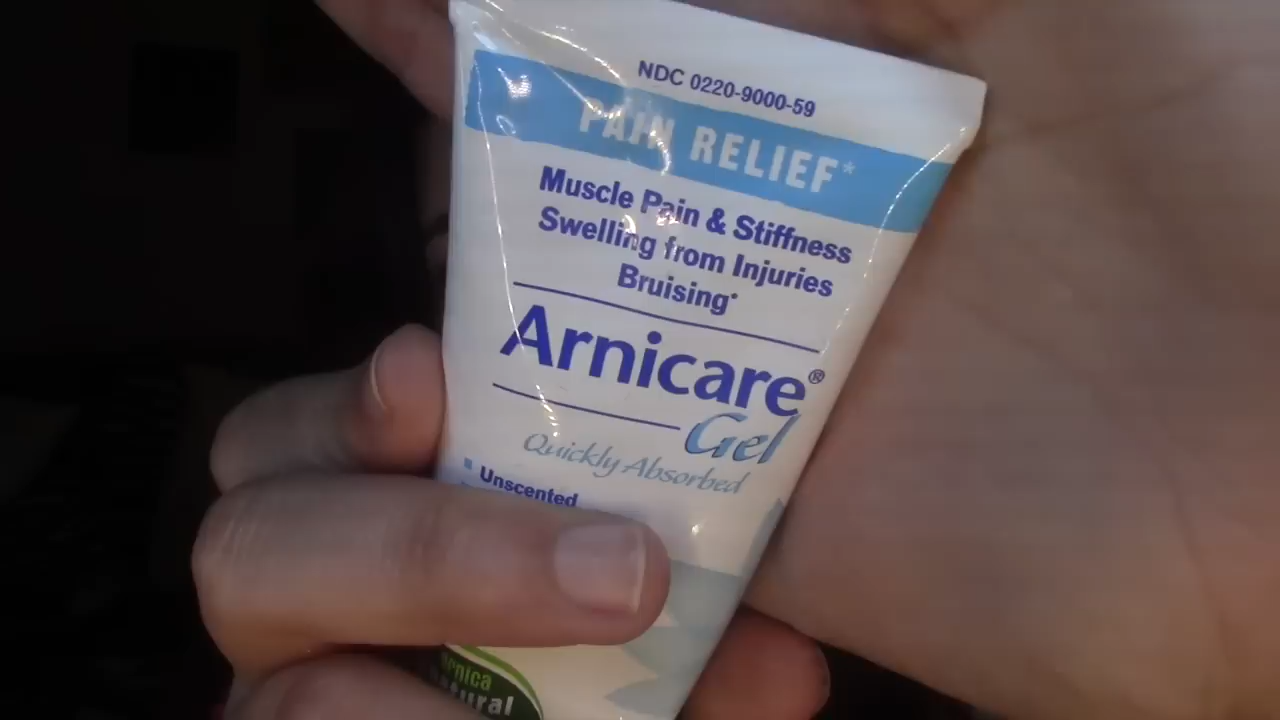 NDC 0220-9000-59
PAIN RELIEF*
Muscle Pain & Stiffness
Swelling from Injuries
Bruising*
Arnicare®
Gel
Quickly Absorbed
Unscented